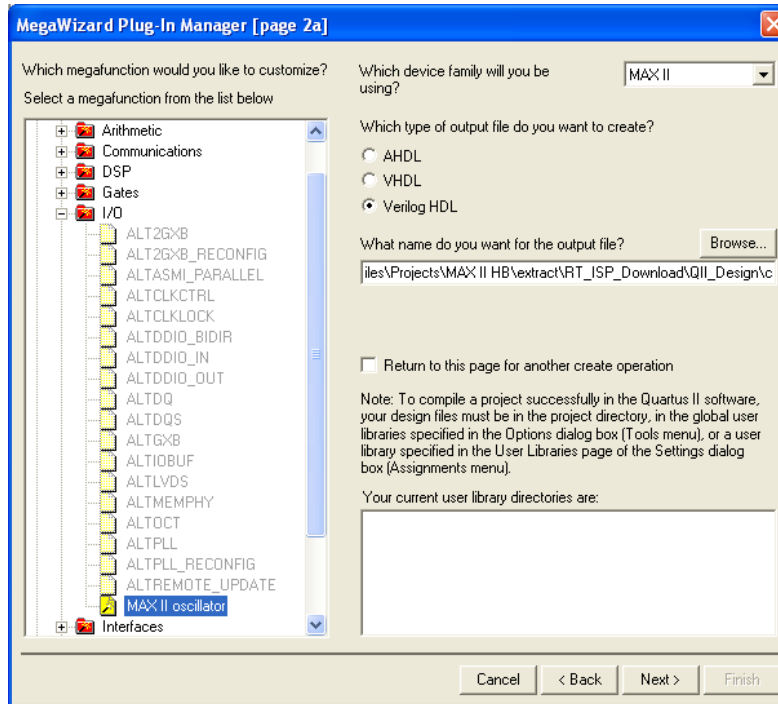 MegaWizard Plug-In Manager [page 2a]
Which megafunction would you like to customize?
Select a megafunction from the list below
Arithmetic
Communications
DSP
Gates
I/O
ALT2GXB
ALT2GXB_RECONFIG
ALTASMI_PARALLEL
ALTCLKCTRL
ALTCLKLOCK
ALTDDIO_BIDIR
ALTDDIO_IN
ALTDDIO_OUT
ALTDQ
ALTDQS
ALTGXB
ALTIOBUF
ALTLVDS
ALTMEMPHY
ALTOCT
ALTPLL
ALTPLL_RECONFIG
ALTREMOTE_UPDATE
MAX II oscillator
Interfaces
Which device family will you be
using?
MAX II
Which type of output file do you want to create?
AHDL
VHDL
Verilog HDL
What name do you want for the output file?
Browse...
iles\Projects\MAX II HB\extract\RT_ISP_Download\QII_Design\c
Return to this page for another create operation
Note: To compile a project successfully in the Quartus II software,
your design files must be in the project directory, in the global user
libraries specified in the Options dialog box (Tools menu), or a user
library specified in the User Libraries page of the Settings dialog
box (Assignments menu).
Your current user library directories are:
Cancel
< Back
Next >
Finish